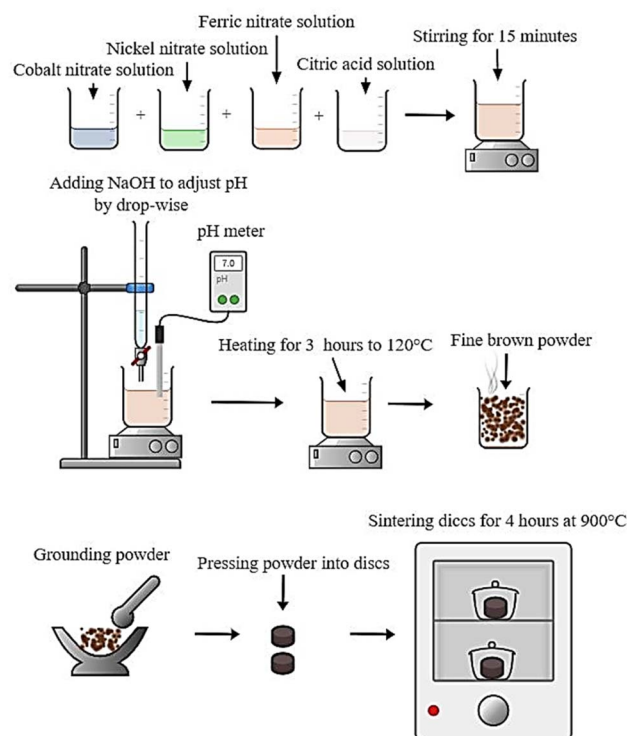 Ferric nitrate solution
Nickel nitrate solution
Stirring for 15 minutes
Cobalt nitrate solution
Citric acid solution
+
+
+
Adding NaOH to adjust pH
by drop-wise
pH meter
7.0
pH
Heating for 3 hours to 120°C
Fine brown powder
Sintering diccs for 4 hours at 900°C
Grounding powder
Pressing powder into discs